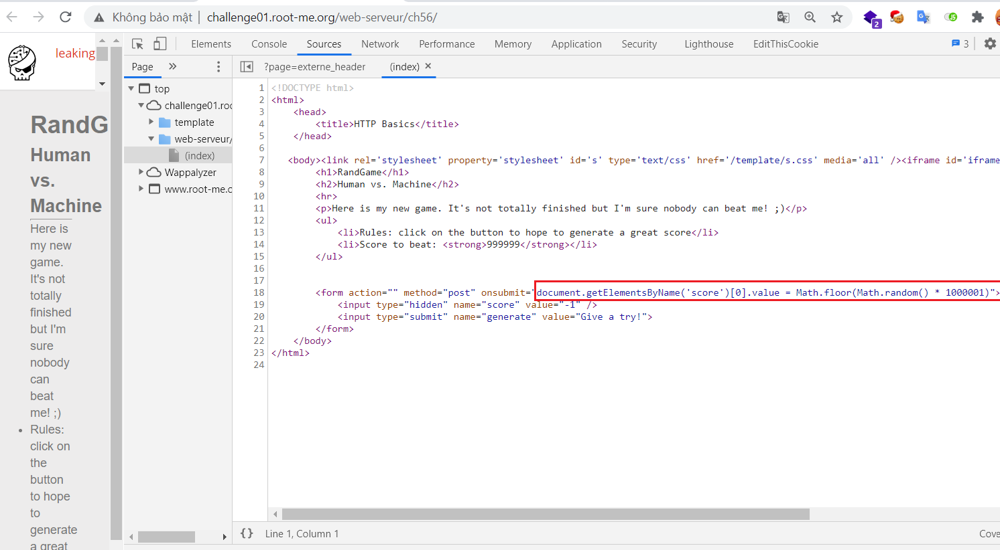 Không bảo mật | challenge01.root-me.org/web-serveur/ch56/
2
JS
leaking
Elements Console Sources Network Performance Memory Application Security Lighthouse EditThisCookie 3
Page » ?page=externe_header (index) ×
top
challenge01.roo
template
web-serveur/
(index)
Wappalyzer
www.root-me.o
RandG
Human
vs.
Machine
Here is
my new
game.
It's not
totally
finished
but I'm
sure
nobody
can
beat
me! ;)
• Rules:
click on
the
button
to hope
to
generate
a great
1 <!DOCTYPE html>
2 <html>
3 <head>
4 <title>HTTP Basics</title>
5 </head>
6
7 <body><link rel='stylesheet' property='stylesheet' id='s' type='text/css' href='/template/s.css' media='all' /><iframe id='iframe
8 <h1>RandGame</h1>
9 <h2>Human vs. Machine</h2>
10 <hr>
11 <p>Here is my new game. It's not totally finished but I'm sure nobody can beat me! ;)</p>
12 <ul>
13 <li>Rules: click on the button to hope to generate a great score</li>
14 <li>Score to beat: <strong>999999</strong></li>
15 </ul>
16
17
18 <form action="" method="post" onsubmit="document.getElementsByName('score')[0].value = Math.floor(Math.random() * 1000001)">
19 <input type="hidden" name="score" value="-1" />
20 <input type="submit" name="generate" value="Give a try!">
21 </form>
22 </body>
23 </html>
24
{} Line 1, Column 1 Cove